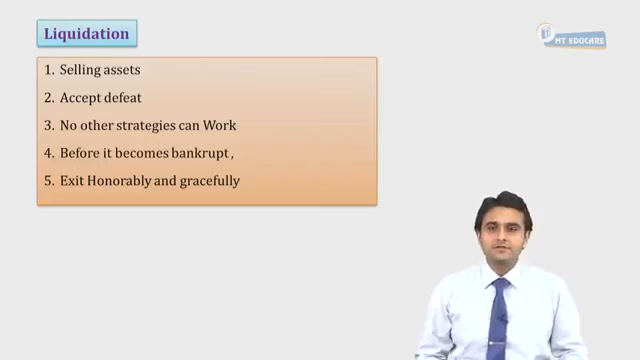 Liquidation
MT EDUCARE
1. Selling assets
2. Accept defeat
3. No other strategies can Work
4. Before it becomes bankrupt ,
5. Exit Honorably and gracefully